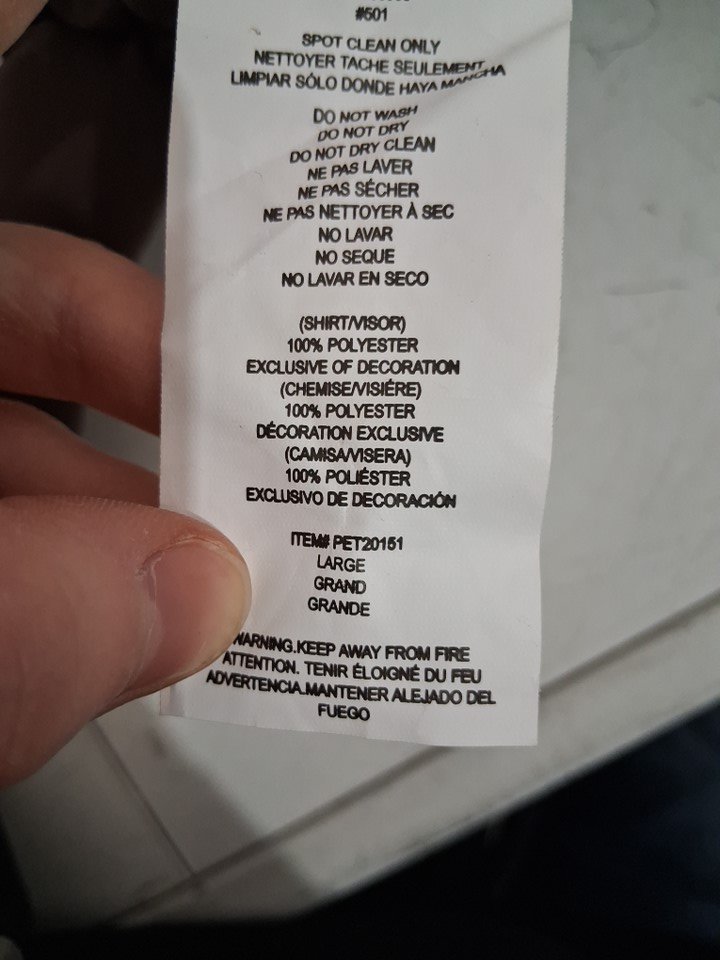 #601
SPOT CLEAN ONLY
NETTOYER TACHE SEULEMENT
LIMPIAR SÓLO DONDE HAYA MANCHA
DO NOT WASH
DO NOT DRY
DO NOT DRY CLEAN
NE PAS LAVER
NE PAS SÉCHER
NE PAS NETTOYER À SEC
NO LAVAR
NO SEQUE
NO LAVAR EN SECO
(SHIRT/VISOR)
100% POLYESTER
EXCLUSIVE OF DECORATION
(CHEMISE/VISIÉRE)
100% POLYESTER
DÉCORATION EXCLUSIVE
(CAMISA/VISERA)
100% POLIÉSTER
EXCLUSIVO DE DECORACIÓN
ITEM# PET20151
LARGE
GRAND
GRANDE
WARNING.KEEP AWAY FROM FIRE
ATTENTION. TENIR ÉLOIGNÉ DU FEU
ADVERTENCIA.MANTENER ALEJADO DEL
FUEGO